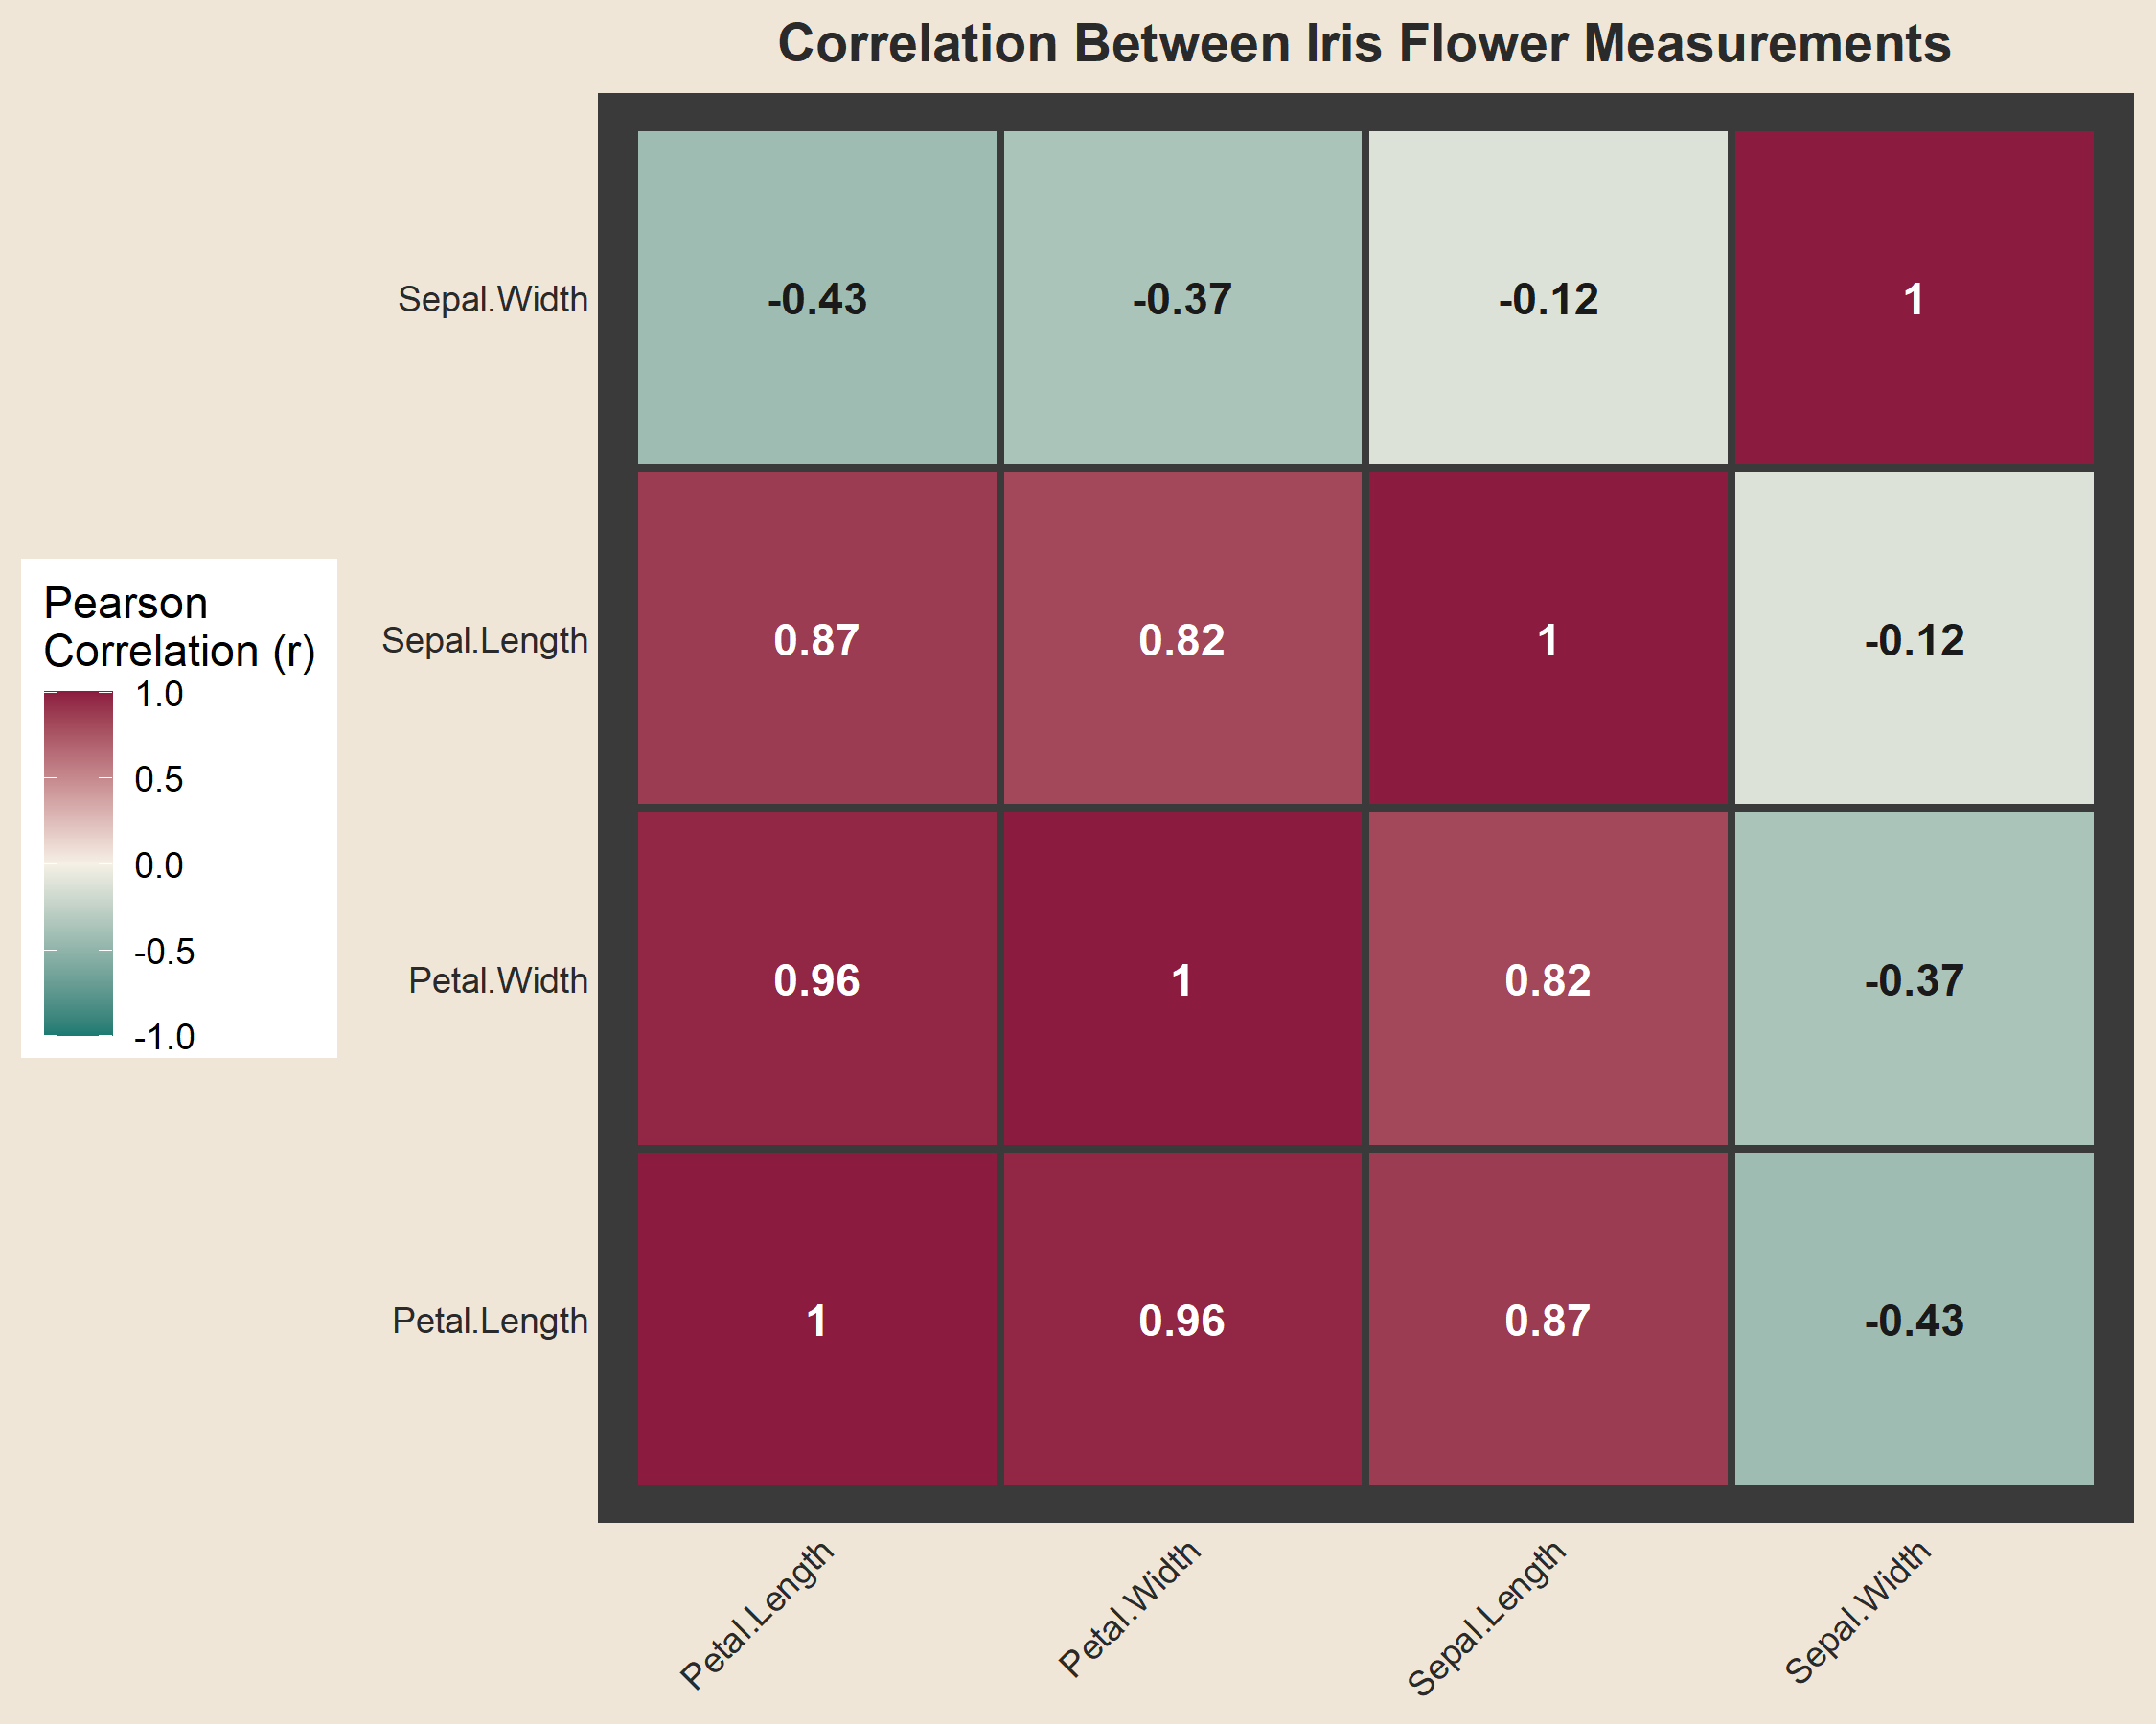 Correlation Between Iris Flower Measurements
Sepal.Width
-0.43
-0.37
-0.12
1
Sepal.Length
0.87
0.82
1
-0.12
Petal.Width
0.96
1
0.82
-0.37
Petal.Length
1
0.96
0.87
-0.43
Petal.Length
Petal.Width
Sepal.Length
Sepal.Width
Pearson
Correlation (r)
1.0
0.5
0.0
-0.5
-1.0